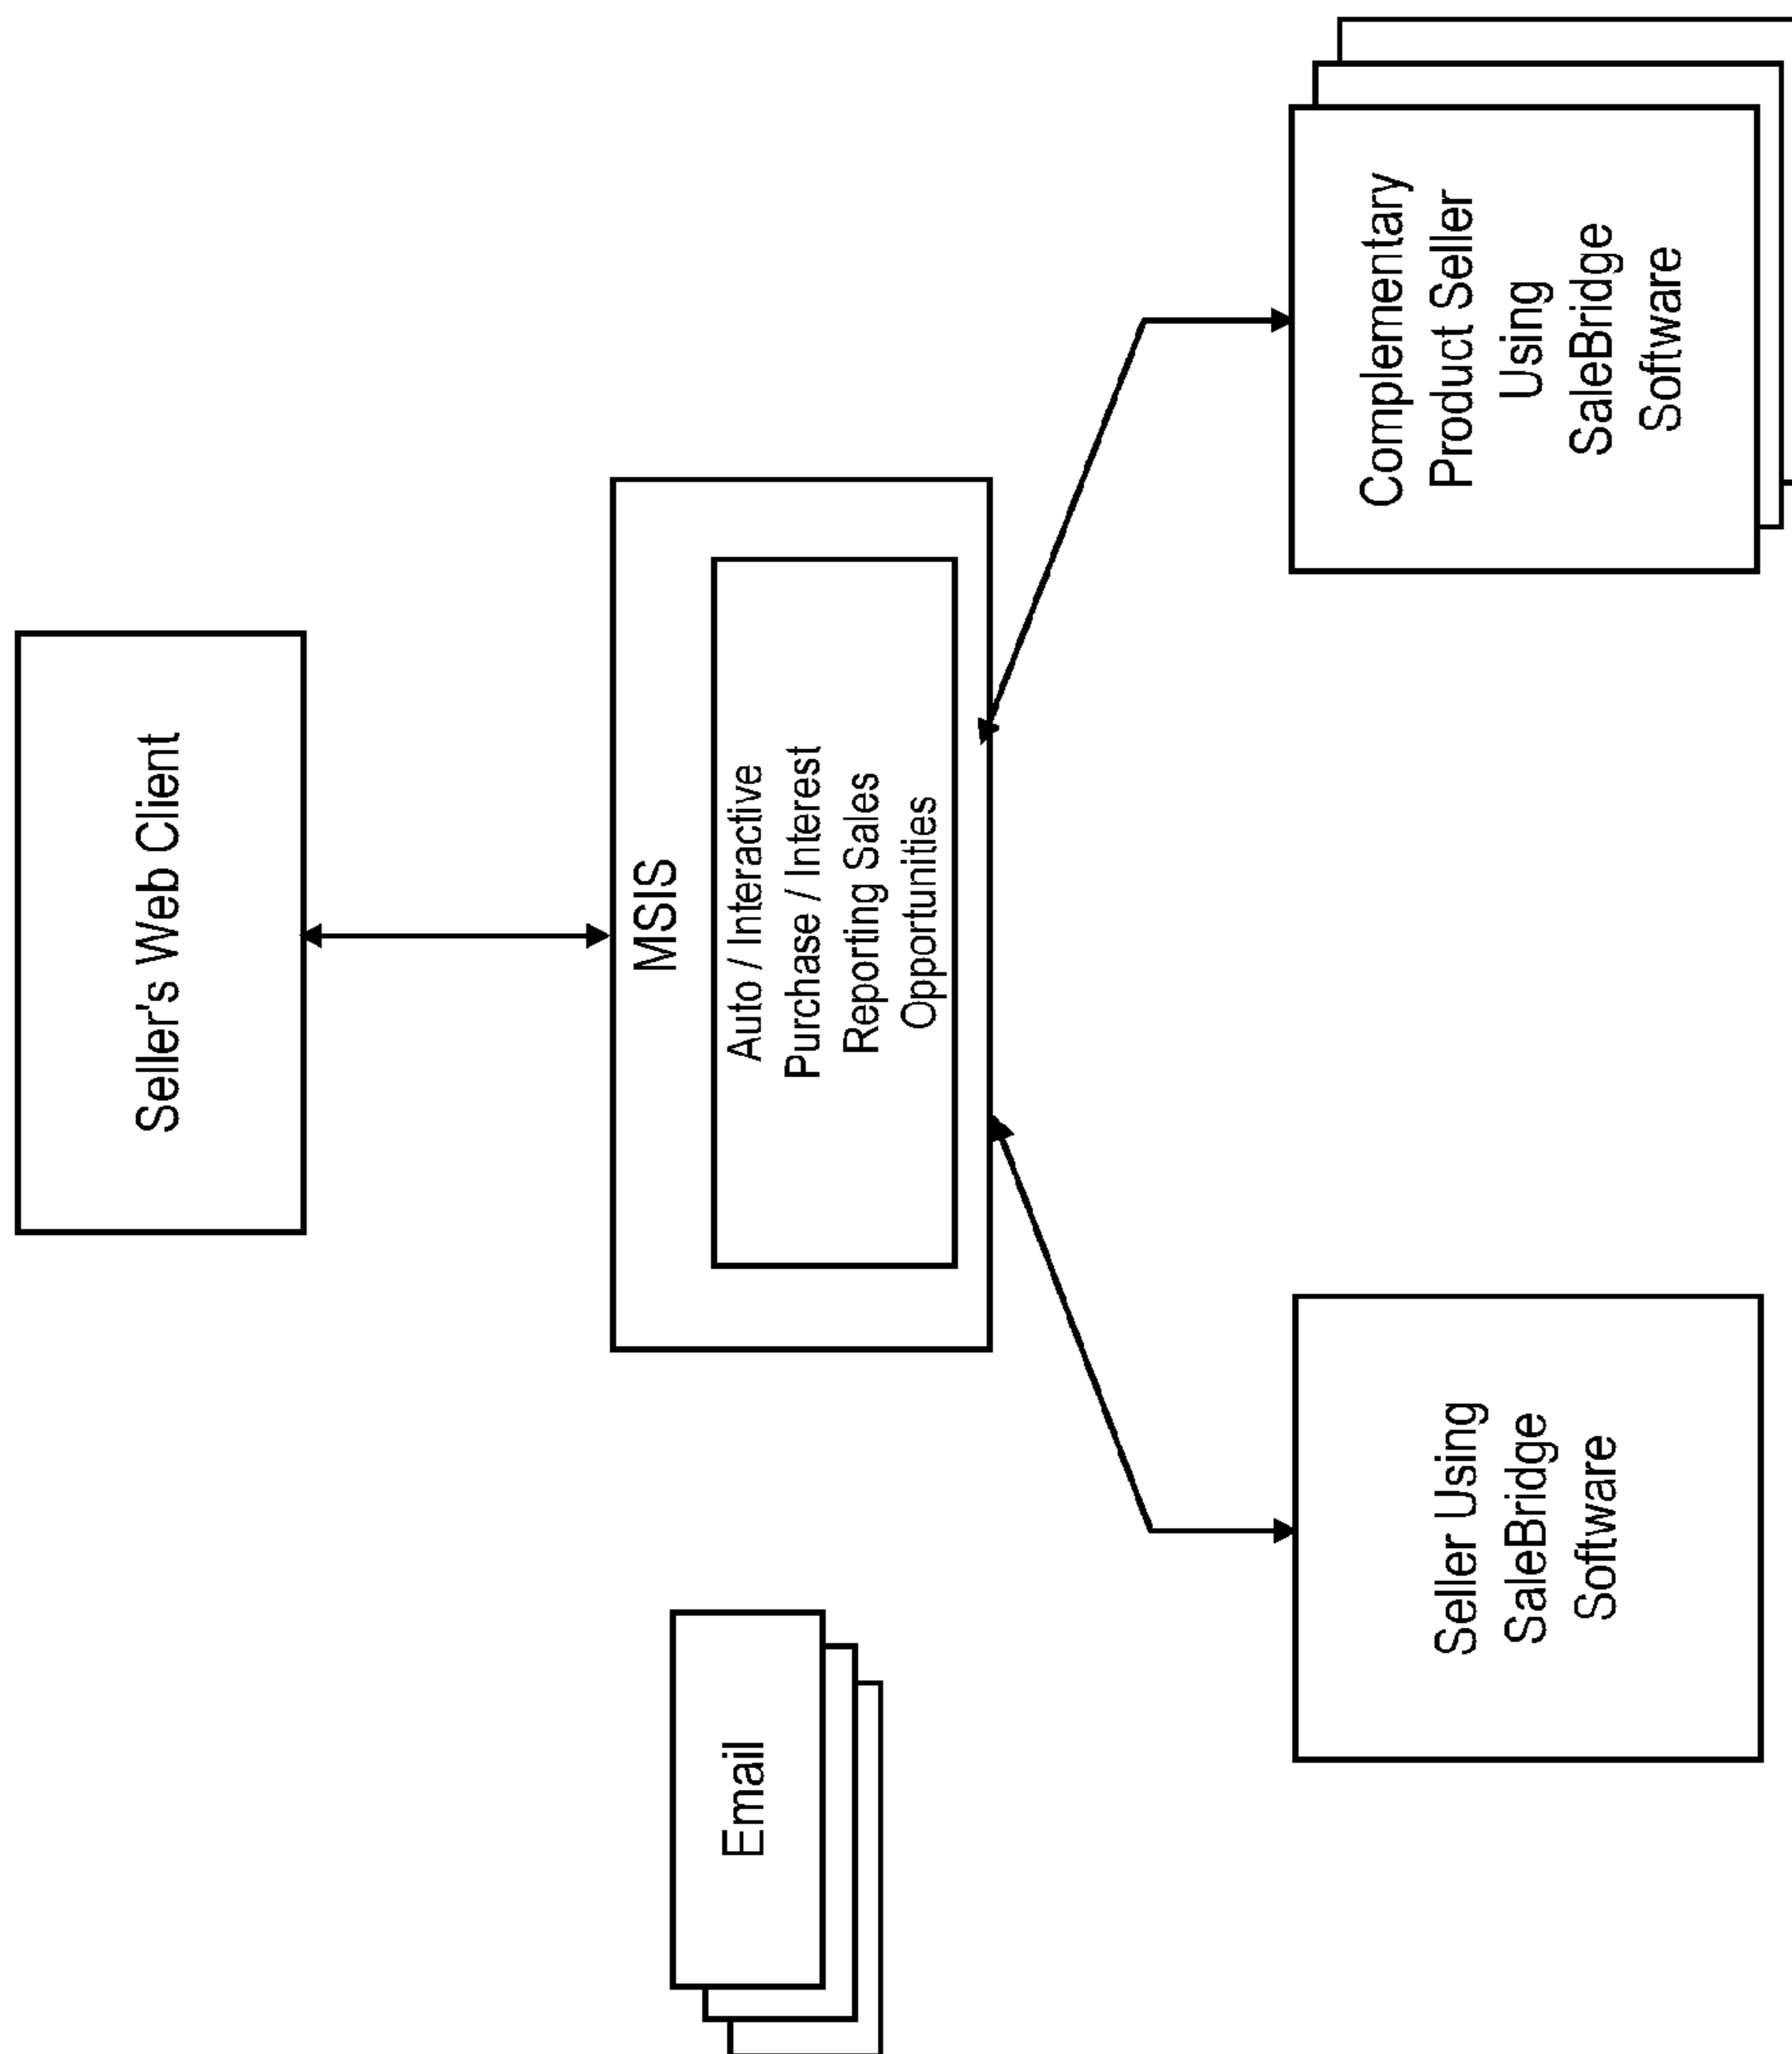 Seller's Web Client
MSIS
Auto / Interactive
Purchase / Interest
Reporting Sales
Opportunities
Email
Seller Using
SaleBridge
Software
Complementary
Product Seller
Using
SaleBridge
Software